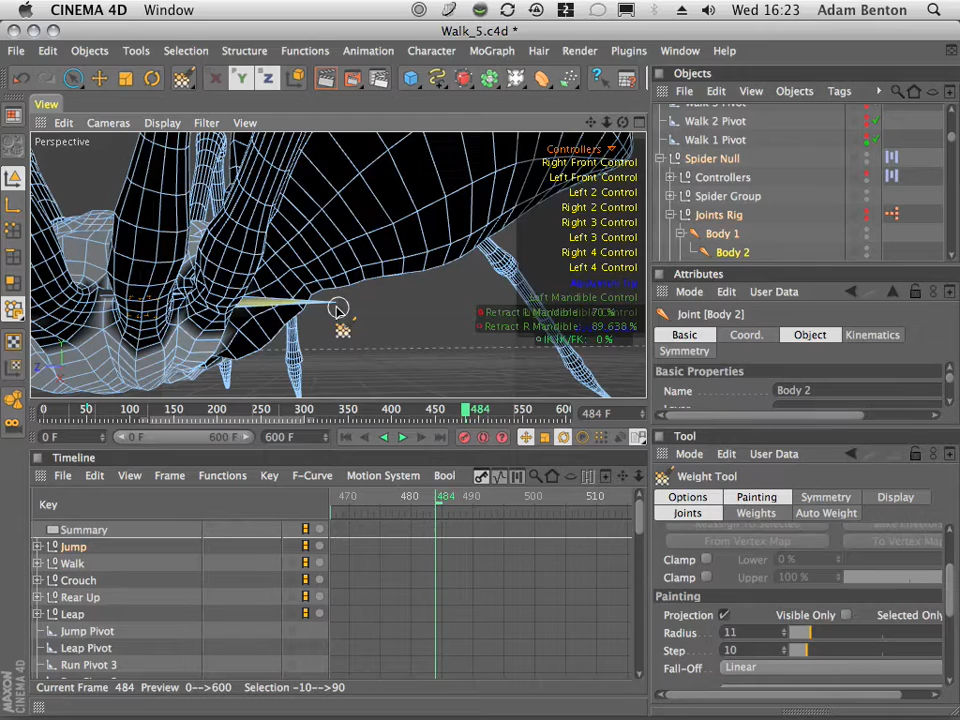 CINEMA 4D Window Wed 16:23 Adam Benton
Walk_5.c4d *
File Edit Objects Tools Selection Structure Functions Animation Character MoGraph Hair Render Plugins Window Help
X Y Z
View
Edit Cameras Display Filter View
Perspective
Controllers
Right Front Control
Left Front Control
Left 2 Control
Right 2 Control
Right 3 Control
Left 3 Control
Right 4 Control
Left 4 Control
Left Mandible Control
Retract L Mandible: 70 %
Retract R Mandible: 89.638 %
IK/FK: 0 %
0 50 100 150 200 250 300 350 400 450 484 550 600
484 F
0 F 0 F 600 F 600 F
Timeline
File Edit View Frame Functions Key F-Curve Motion System Bool
Key 470 480 484 490 500 510
Summary
Jump
Walk
Crouch
Rear Up
Leap
Jump Pivot
Leap Pivot
Run Pivot 3
Current Frame 484 Preview 0-->600 Selection -10-->90
MAXON CINEMA 4D
Objects
File Edit View Objects Tags
Walk 2 Pivot
Walk 1 Pivot
Spider Null
Controllers
Spider Group
Joints Rig
Body 1
Body 2
Attributes
Mode Edit User Data
Joint [Body 2]
Basic Coord. Object Kinematics
Symmetry
Basic Properties
Name Body 2
Tool
Mode Edit User Data
Weight Tool
Options Painting Symmetry Display
Joints Weights Auto Weight
From Vertex Map To Vertex Map
Clamp Lower 0 %
Clamp Upper 100 %
Painting
Projection Visible Only Selected Only
Radius 11
Step 10
Fall-Off Linear